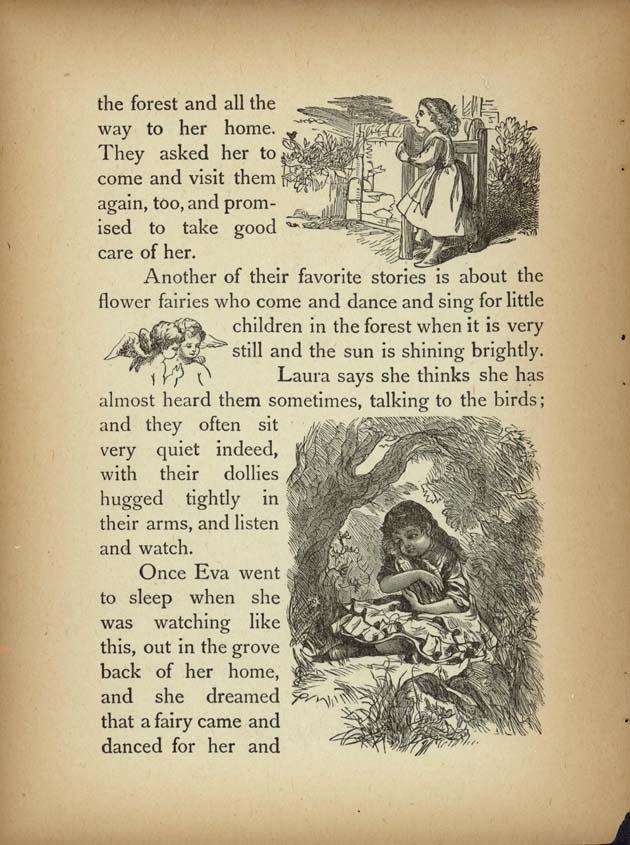 the forest and all the
way to her home.
They asked her to
come and visit them
again, too, and prom-
ised to take good
care of her.
Another of their favorite stories is about the
flower fairies who come and dance and sing for little
children in the forest when it is very
still and the sun is shining brightly.
Laura says she thinks she has
almost heard them sometimes, talking to the birds;
and they often sit
very quiet indeed,
with their dollies
hugged tightly in
their arms, and listen
and watch.
Once Eva went
to sleep when she
was watching like
this, out in the grove
back of her home,
and she dreamed
that a fairy came and
danced for her and